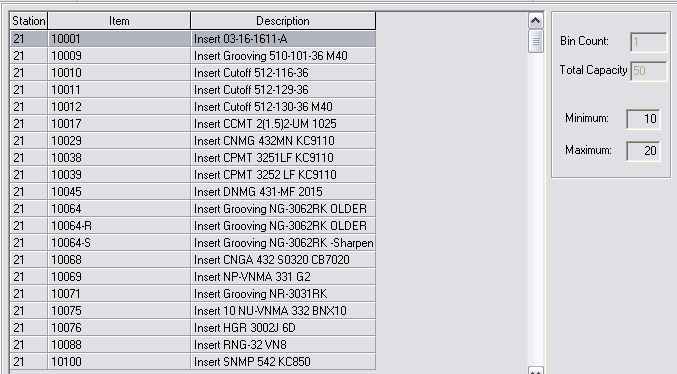 Station Item Description
21 10001 Insert 03-16-1611-A
21 10009 Insert Grooving 510-101-36 M40
21 10010 Insert Cutoff 512-116-36
21 10011 Insert Cutoff 512-129-36
21 10012 Insert Cutoff 512-130-36 M40
21 10017 Insert CCMT 2(1.5)2-UM 1025
21 10029 Insert CNMG 432MN KC9110
21 10038 Insert CPMT 3251LF KC9110
21 10039 Insert CPMT 3252 LF KC9110
21 10045 Insert DNMG 431-MF 2015
21 10064 Insert Grooving NG-3062RK OLDER
21 10064-R Insert Grooving NG-3062RK OLDER
21 10064-S Insert Grooving NG-3062RK -Sharpen
21 10068 Insert CNGA 432 S0320 CB7020
21 10069 Insert NP-VNMA 331 G2
21 10071 Insert Grooving NR-3031RK
21 10075 Insert 10 NU-VNMA 332 BNX10
21 10076 Insert HGR 3002J 6D
21 10088 Insert RNG-32 VN8
21 10100 Insert SNMP 542 KC850
Bin Count: 1
Total Capacity 50
Minimum: 10
Maximum: 20